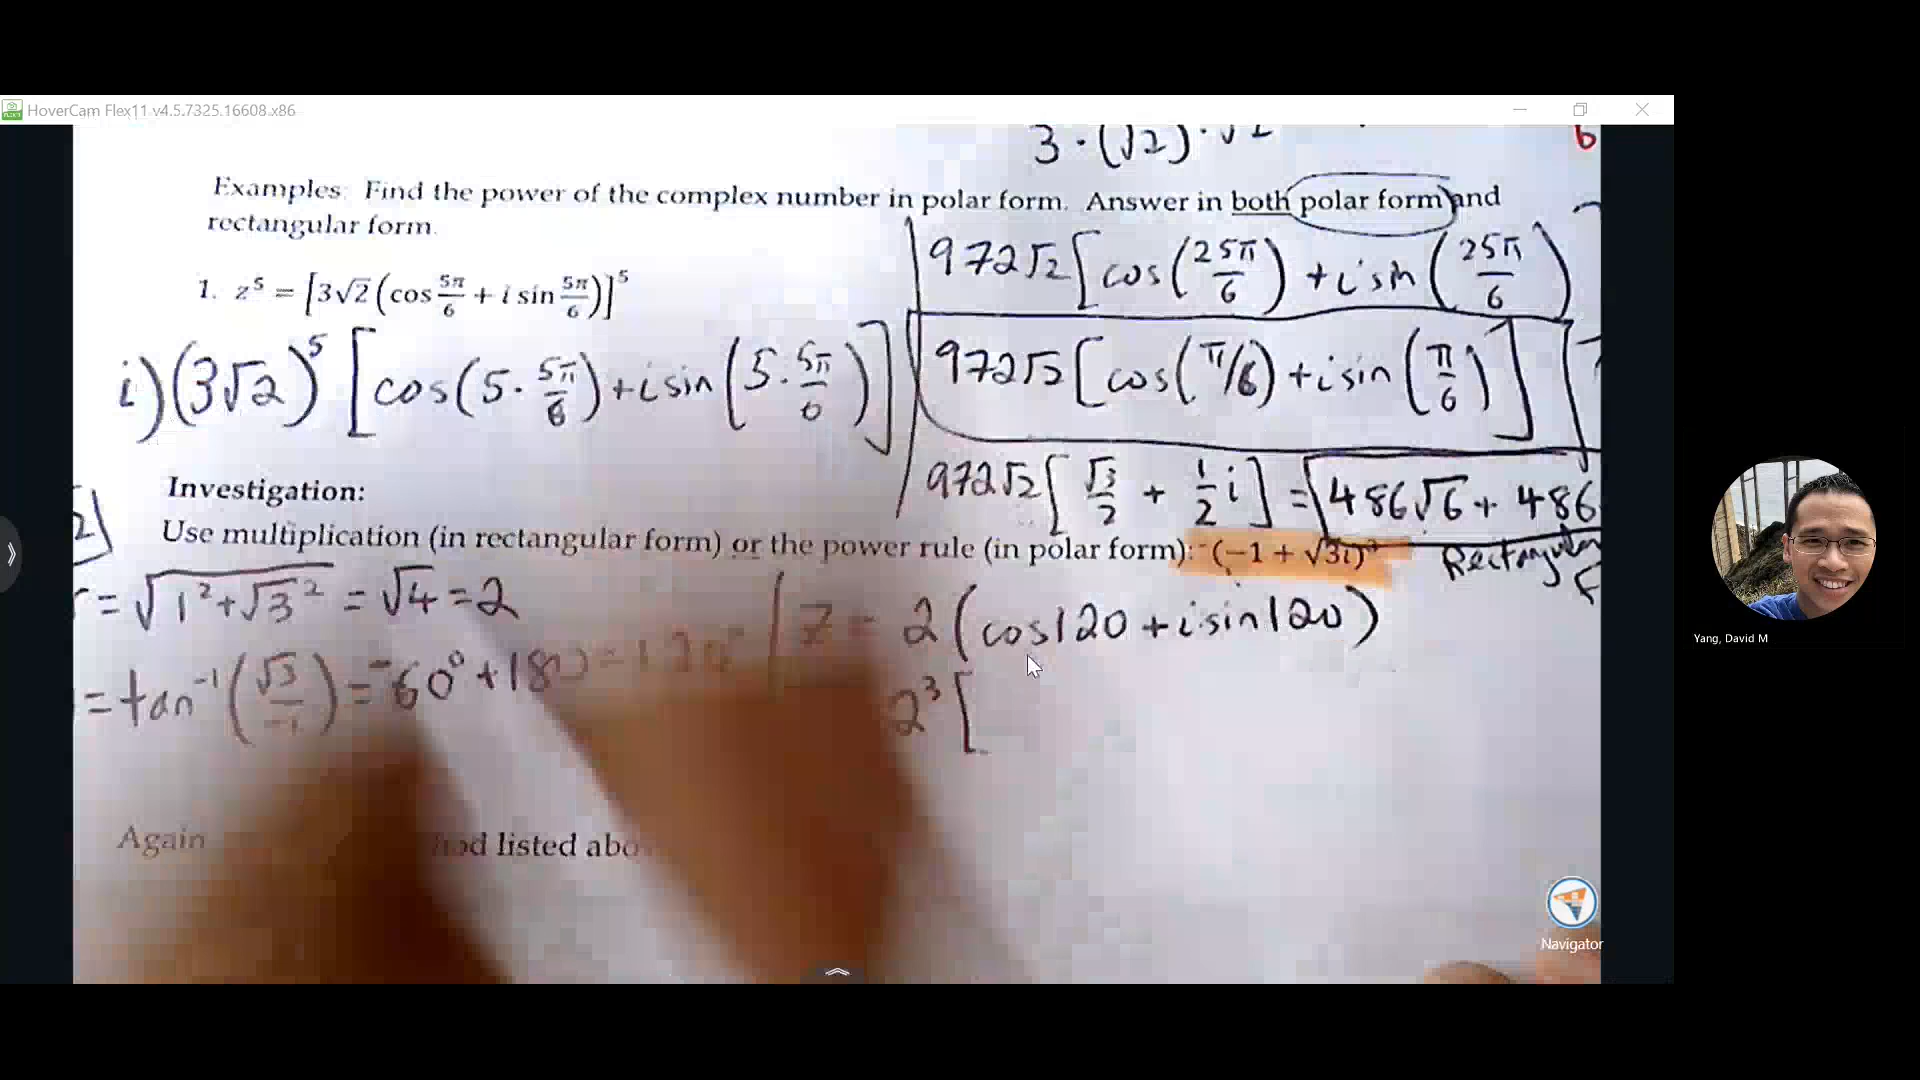 HoverCam Flex11 v4.5.7325.16608.x86
3 · (√2) · √2
6
Examples: Find the power of the complex number in polar form. Answer in both polar form and
rectangular form.
1. z⁵ = [3√2(cos 5π/6 + i sin 5π/6)]⁵
i) (3√2)⁵ [cos(5 · 5π/6) + i sin(5 · 5π/6)]
972√2 [cos(25π/6) + i sin(25π/6)
972√2 [cos(π/6) + i sin(π/6)]
972√2 [√3/2 + 1/2 i] = 486√6 + 486
Rectangular
F
Investigation:
2]
Use multiplication (in rectangular form) or the power rule (in polar form): (−1 + √3i)³
r = √1² + √3² = √4 = 2
= tan⁻¹(√3/−1) = −60° + 180 = 120°
z = 2(cos120 + i sin120)
2³ [
Again
listed abo
Navigator
Yang, David M